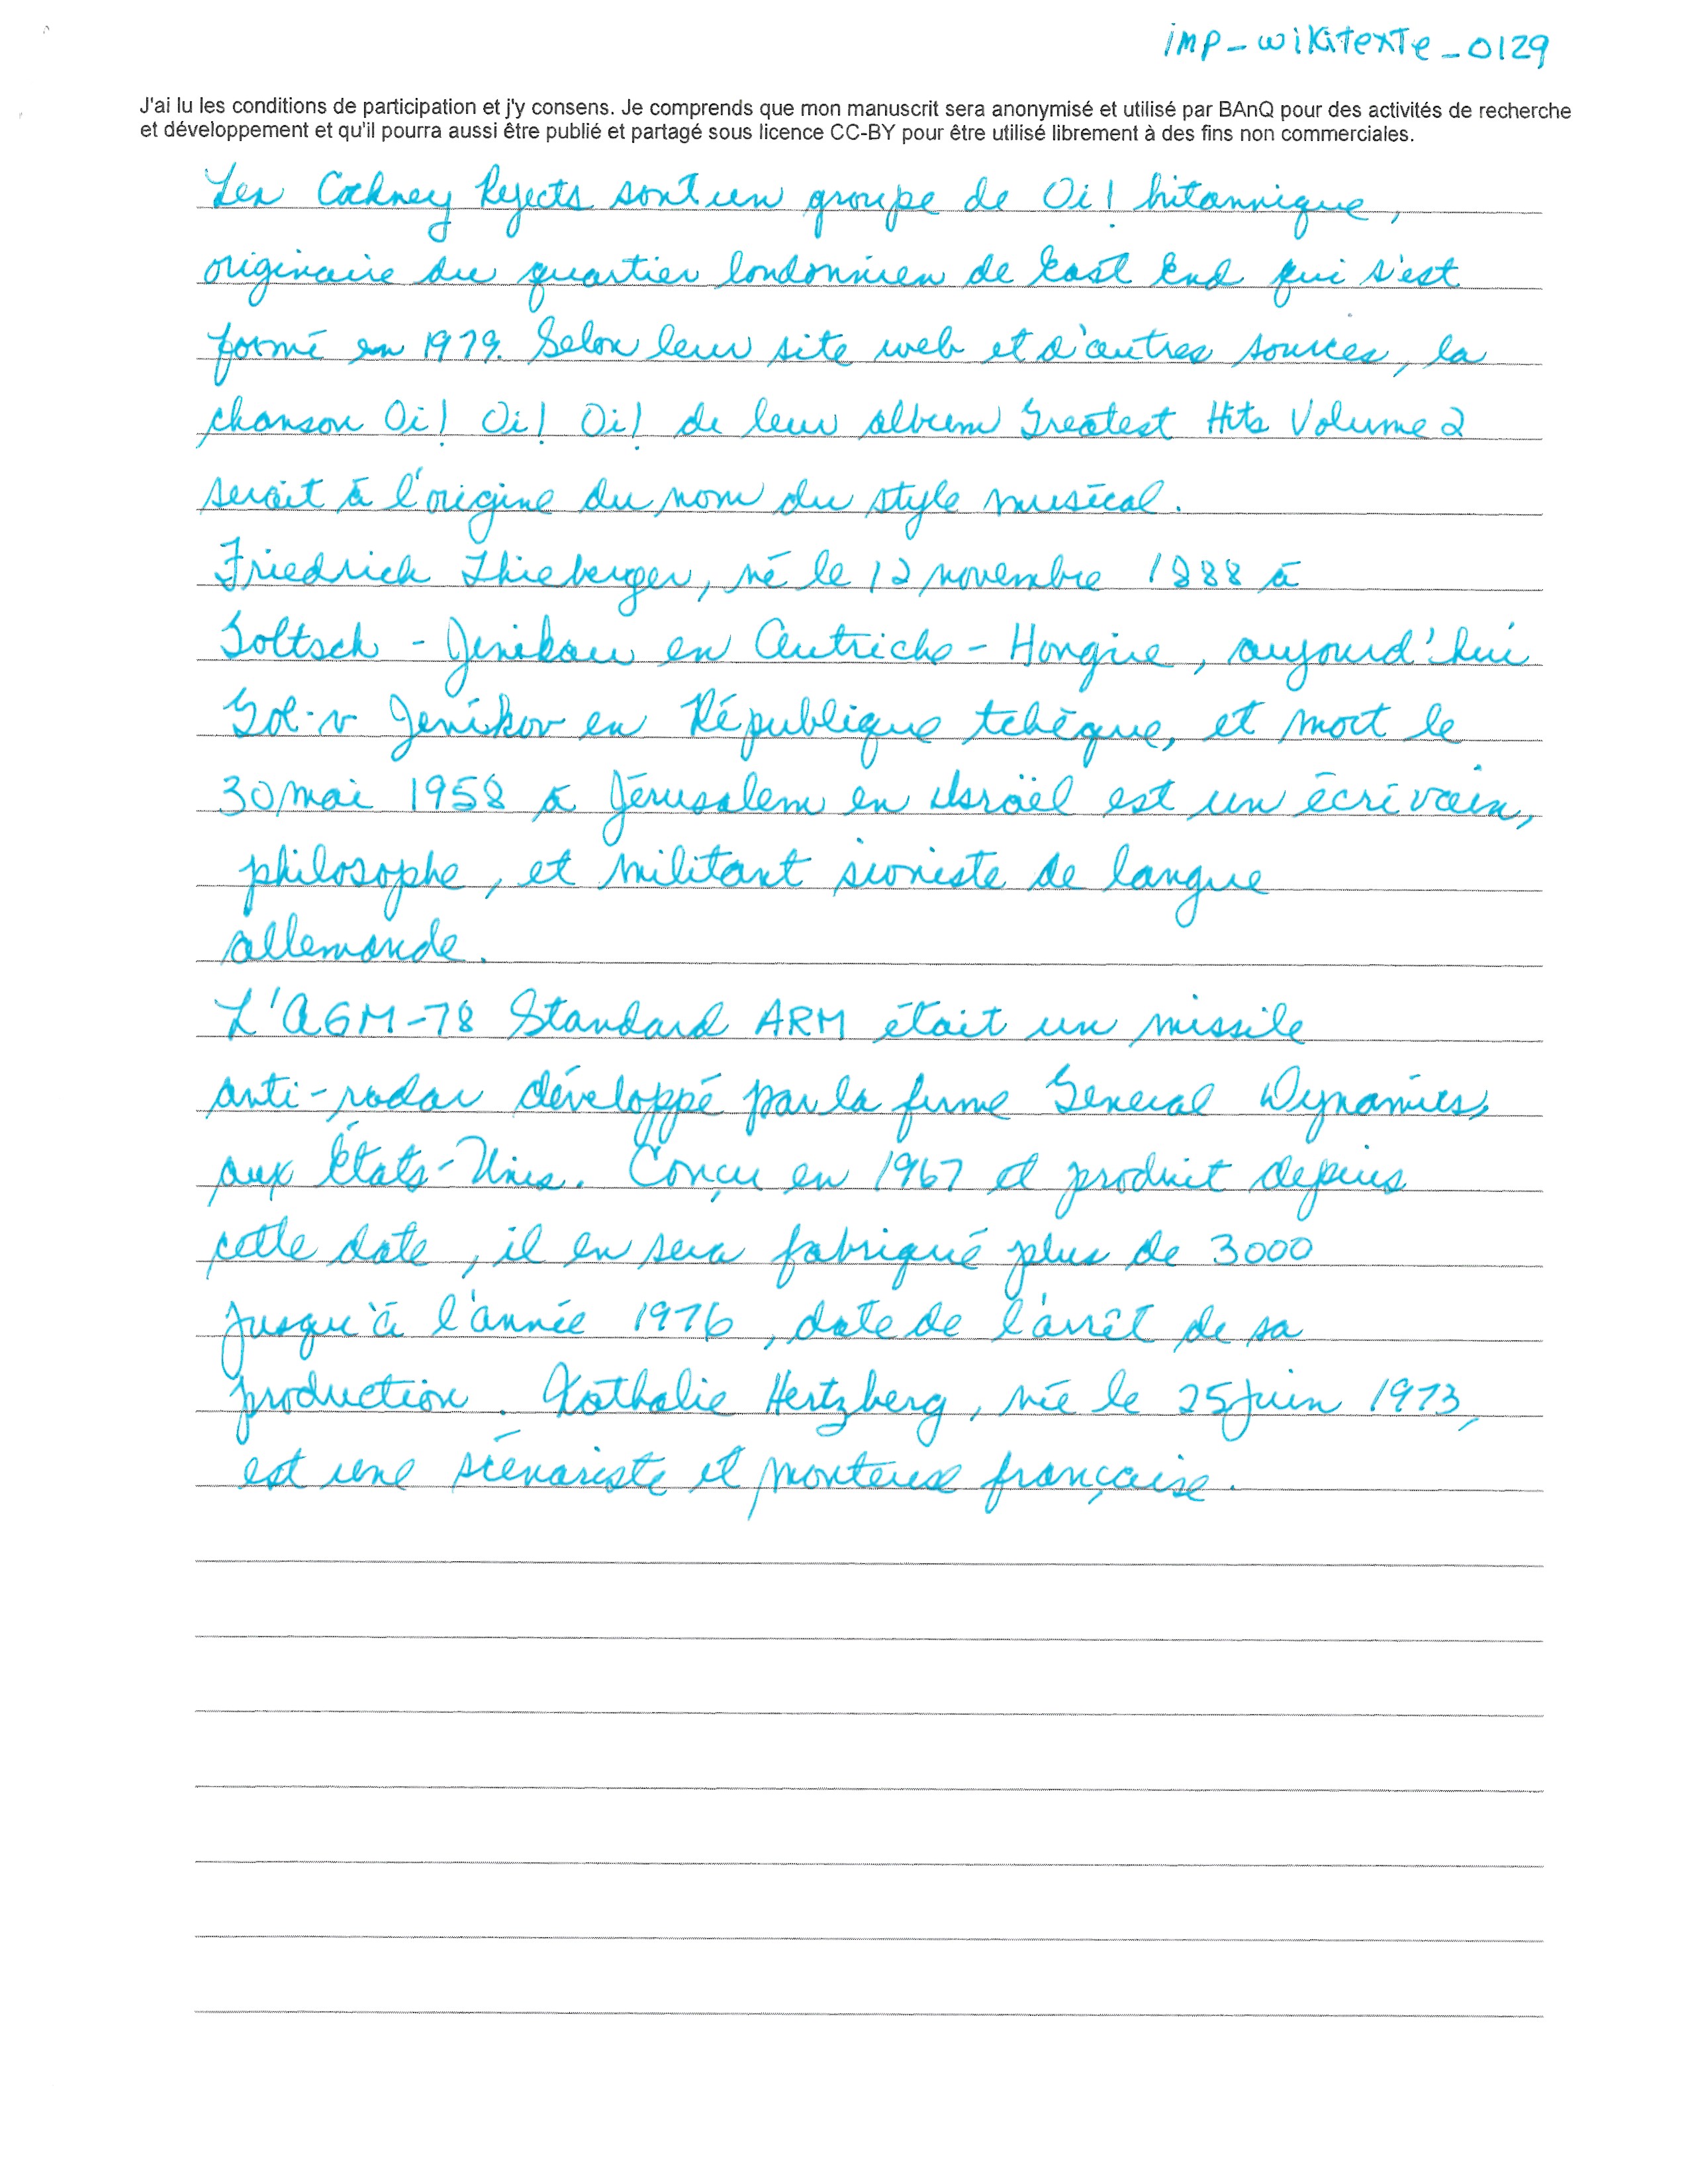 imp-wikitexte-0129
J'ai lu les conditions de participation et j'y consens. Je comprends que mon manuscrit sera anonymisé et utilisé par BAnQ pour des activités de recherche
et développement et qu'il pourra aussi être publié et partagé sous licence CC-BY pour être utilisé librement à des fins non commerciales.
Les Cockney Rejects sont un groupe de Oi! britannique,
originaire du quartier londonnien de East End qui s'est
formé en 1979. Selon leur site web et d'autres sources, la
chanson Oi! Oi! Oi! de leur album Greatest Hits Volume 2
serait à l'origine du nom du style musical.
Friedrich Thieberger, né le 12 novembre 1888 à
Goltsch - Jenikau en Autriche - Hongrie, aujourd'hui
Gol-v Jeníkov en République tchèque, et mort le
30 mai 1958 à Jérusalem en Israël est un écrivain,
philosophe, et militant sioniste de langue
allemande.
L'AGM-78 Standard ARM était un missile
anti-radar développé par la firme General Dynamics,
aux États-Unis. Conçu en 1967 et produit depuis
cette date, il en sera fabriqué plus de 3000
jusqu'à l'année 1976, date de l'arrêt de sa
production. Nathalie Hertzberg, née le 25 juin 1973,
est une scénariste et monteuse française.